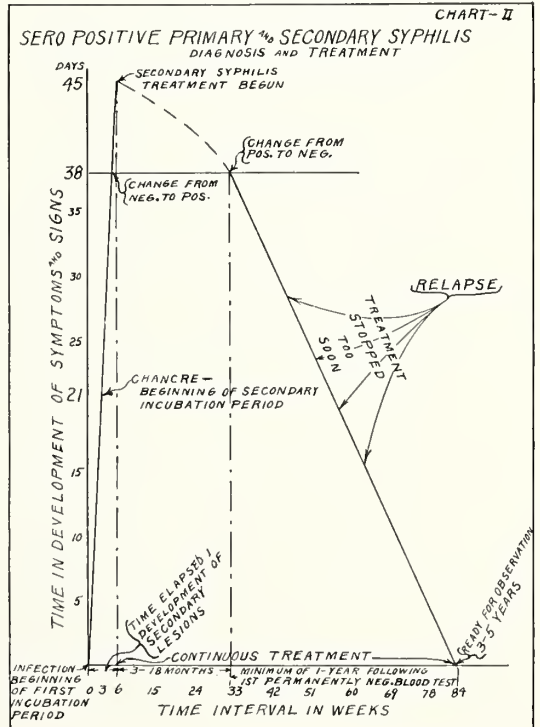 CHART-II
SERO POSITIVE PRIMARY AND SECONDARY SYPHILIS
DIAGNOSIS AND TREATMENT
DAYS
45
SECONDARY SYPHILIS
TREATMENT BEGUN
CHANGE FROM
POS. TO NEG.
38
CHANGE FROM
NEG. TO POS.
35
30
25
21
15
10
5
TIME IN DEVELOPMENT OF SYMPTOMS AND SIGNS
RELAPSE
TREATMENT
STOPPED
TOO
SOON
CHANCRE-
BEGINNING OF SECONDARY
INCUBATION PERIOD
TIME ELAPSED 1
DEVELOPMENT OF
SECONDARY
LESIONS
READY FOR OBSERVATION
3-5 YEARS
CONTINUOUS TREATMENT
3-18 MONTHS
MINIMUM OF 1-YEAR FOLLOWING
1ST PERMANENTLY NEG. BLOOD TEST
INFECTION
BEGINNING
OF FIRST
INCUBATION
PERIOD
0 3 6 15 24 33 42 51 60 69 78 84
TIME INTERVAL IN WEEKS